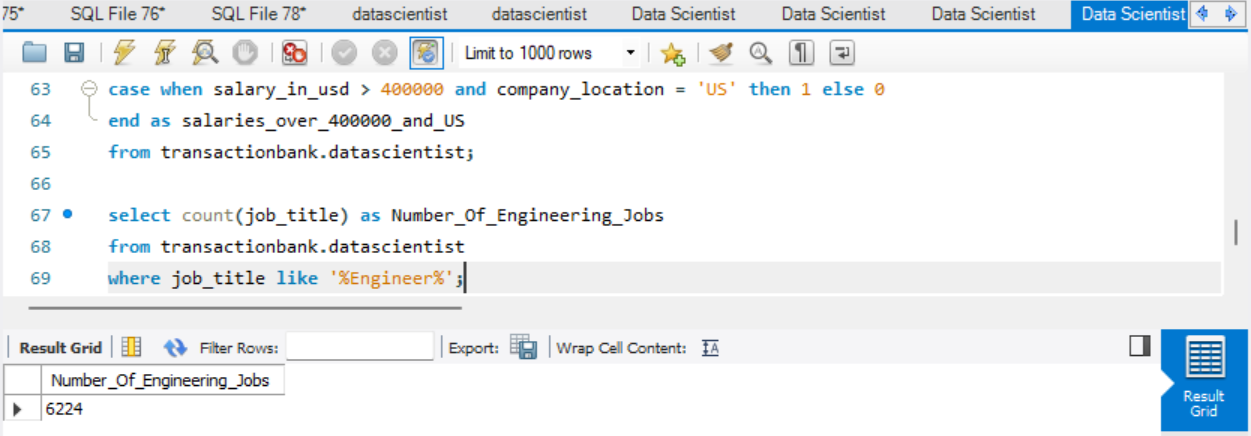 75* SQL File 76* SQL File 78* datascientist datascientist Data Scientist Data Scientist Data Scientist Data Scientist
Limit to 1000 rows
63 case when salary_in_usd > 400000 and company_location = 'US' then 1 else 0
64 end as salaries_over_400000_and_US
65 from transactionbank.datascientist;
66
67 select count(job_title) as Number_Of_Engineering_Jobs
68 from transactionbank.datascientist
69 where job_title like '%Engineer%';
Result Grid Filter Rows: Export: Wrap Cell Content: IA
Number_Of_Engineering_Jobs
6224
Result
Grid